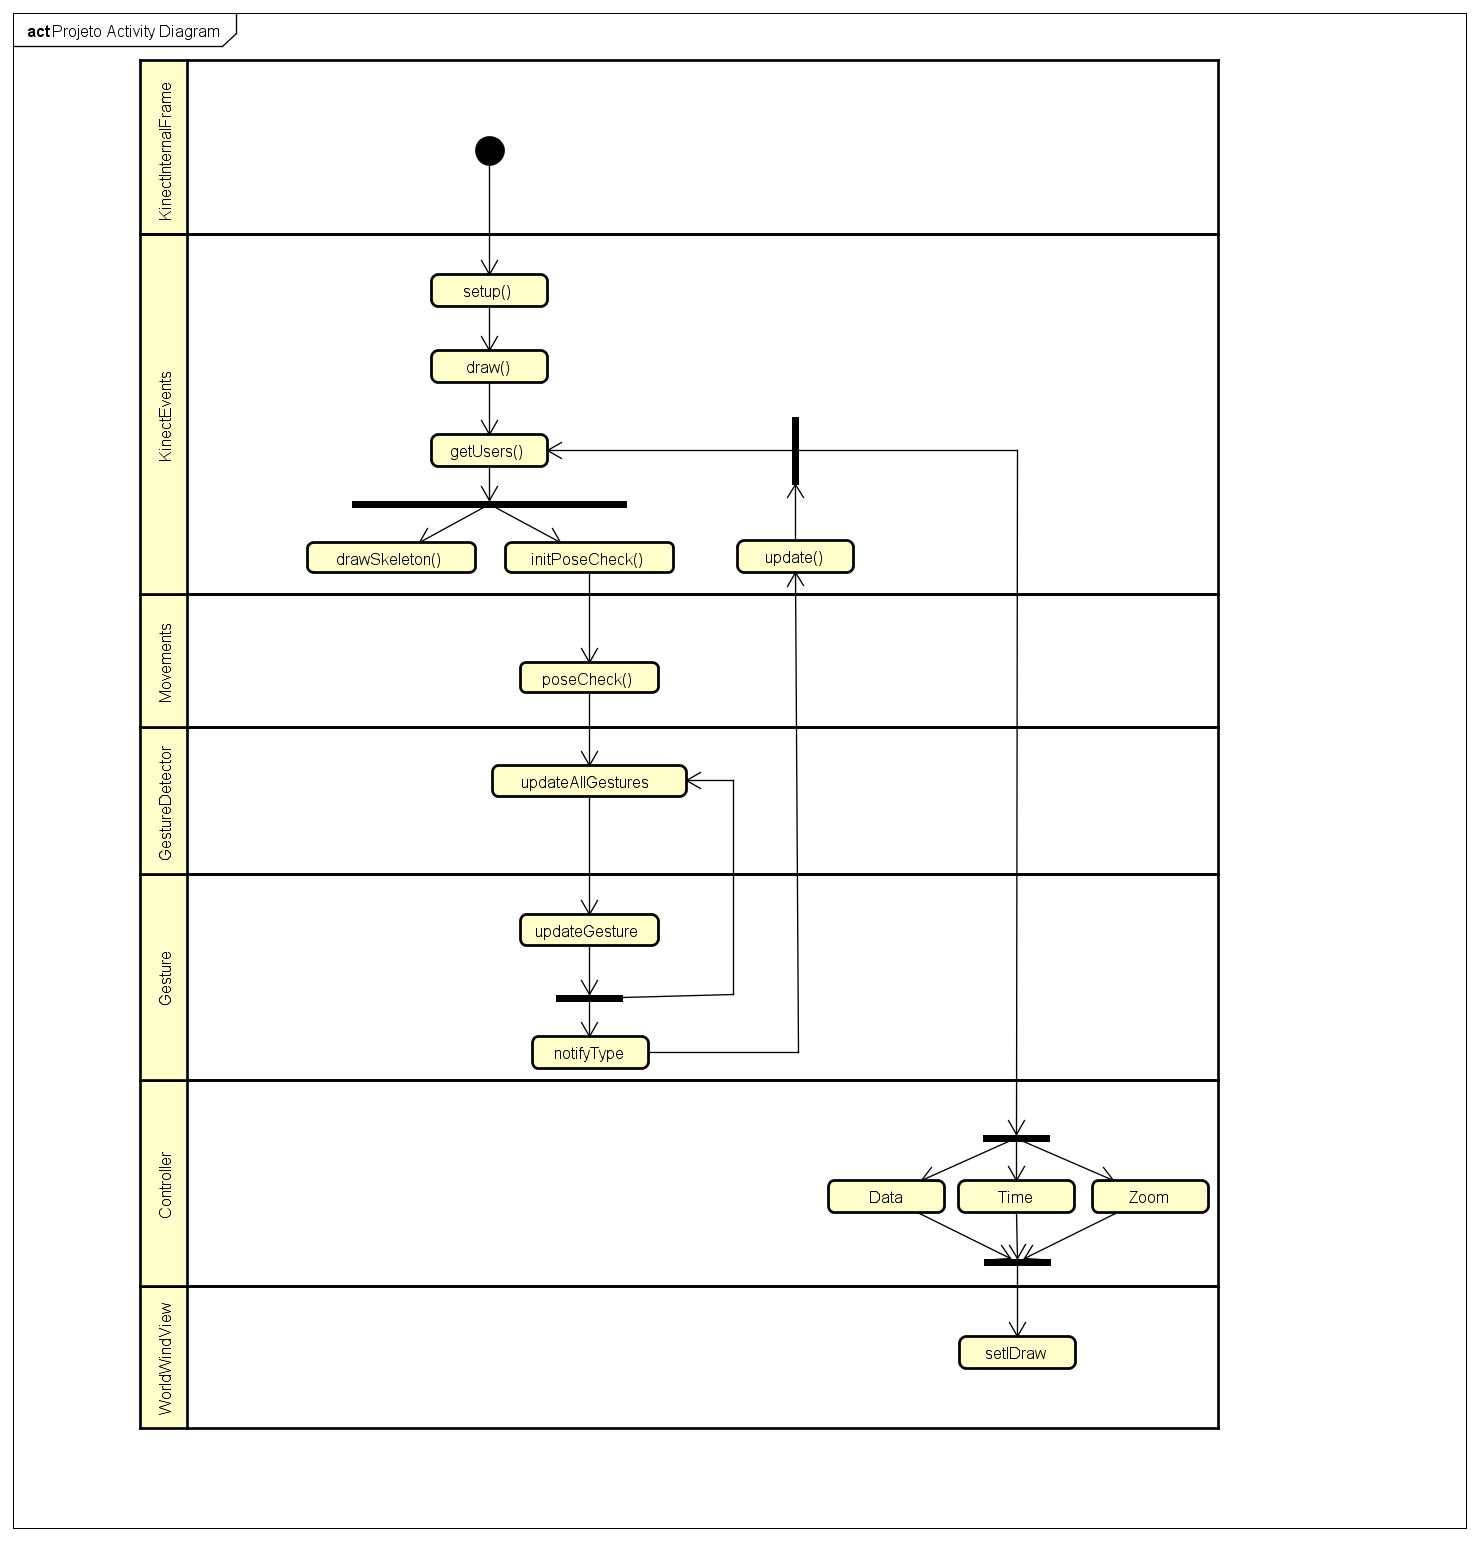 act Projeto Activity Diagram
KinectInternalFrame
KinectEvents
setup()
draw()
getUsers()
drawSkeleton()
initPoseCheck()
update()
Movements
poseCheck()
GestureDetector
updateAllGestures
Gesture
updateGesture
notifyType
Controller
Data
Time
Zoom
WorldWindView
setIDraw